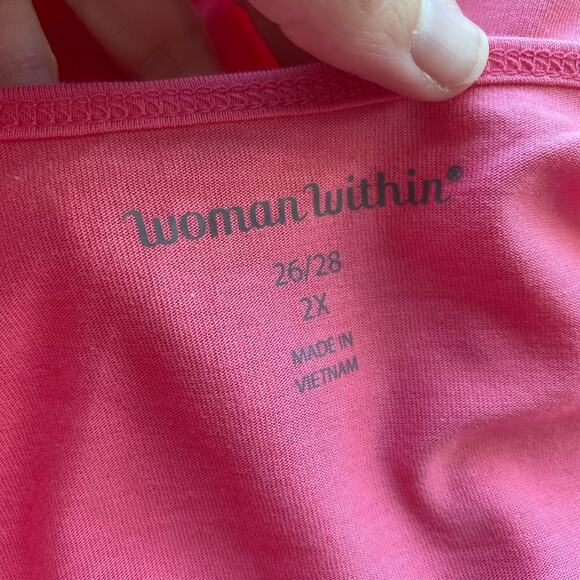 Woman Within®
26/28
2X
MADE IN
VIETNAM